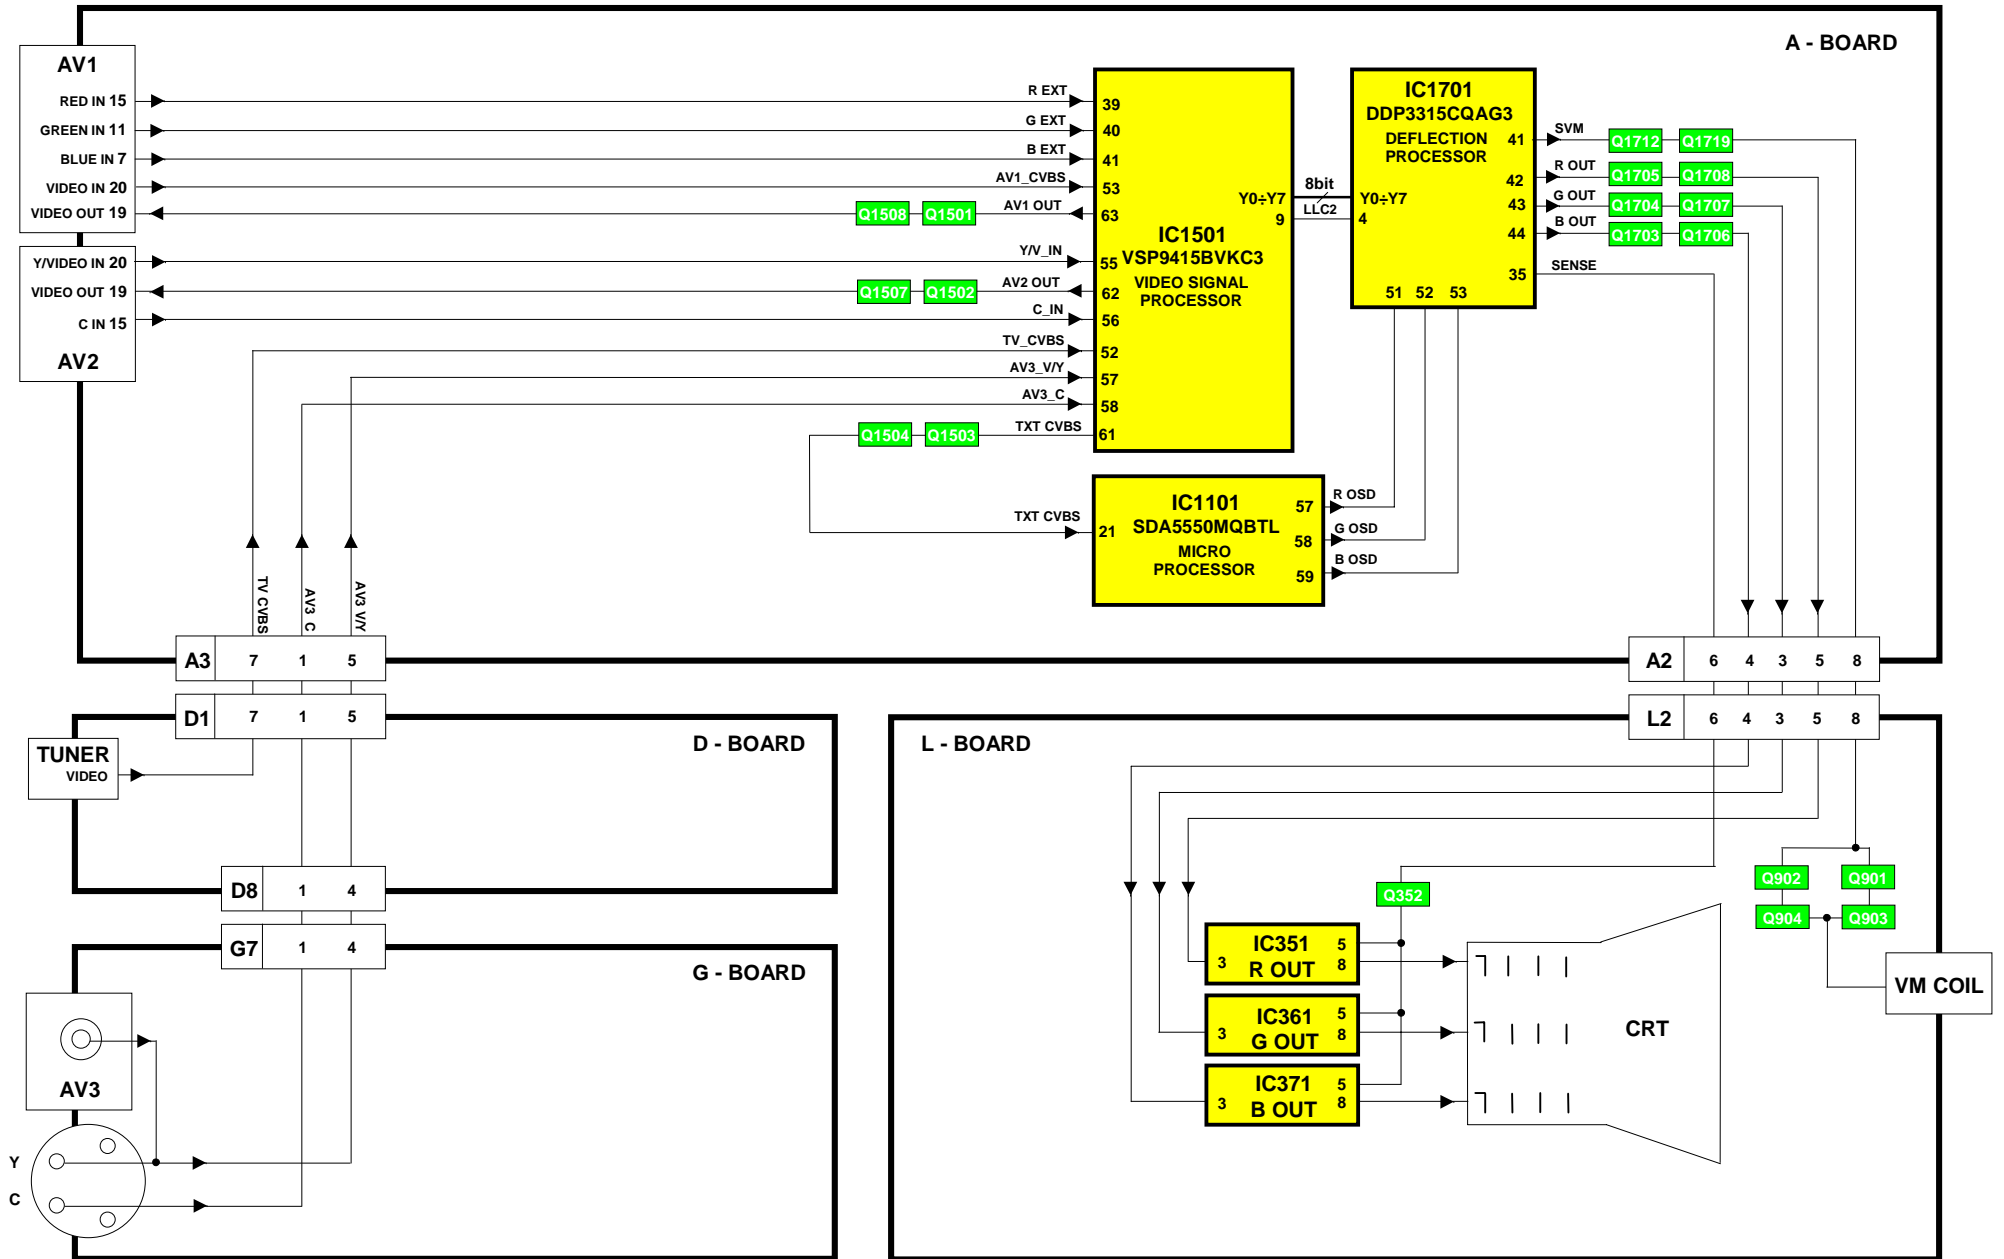 A - BOARD
AV1
RED IN 15
GREEN IN 11
BLUE IN 7
VIDEO IN 20
VIDEO OUT 19
Y/VIDEO IN 20
VIDEO OUT 19
C IN 15
AV2
R EXT
G EXT
B EXT
AV1_CVBS
Q1508 Q1501 AV1 OUT
Y/V_IN
Q1507 Q1502 AV2 OUT
C_IN
TV_CVBS
AV3_V/Y
AV3_C
Q1504 Q1503 TXT CVBS
39
40
41
53
63
55
62
56
52
57
58
61
Y0÷Y7
9
IC1501
VSP9415BVKC3
VIDEO SIGNAL
PROCESSOR
8bit
LLC2
IC1701
DDP3315CQAG3
DEFLECTION
PROCESSOR
Y0÷Y7
4
41
42
43
44
35
51 52 53
SVM Q1712 Q1719
R OUT Q1705 Q1708
G OUT Q1704 Q1707
B OUT Q1703 Q1706
SENSE
TXT CVBS
21
IC1101
SDA5550MQBTL
MICRO
PROCESSOR
57
58
59
R OSD
G OSD
B OSD
TV CVBS
AV3 C
AV3 V/Y
A3 7 1 5
A2 6 4 3 5 8
D1 7 1 5
L2 6 4 3 5 8
TUNER
VIDEO
D - BOARD
D8 1 4
G7 1 4
G - BOARD
AV3
Y
C
L - BOARD
Q352
Q902 Q901
Q904 Q903
IC351
R OUT
3
5
8
IC361
G OUT
3
5
8
IC371
B OUT
3
5
8
CRT
VM COIL